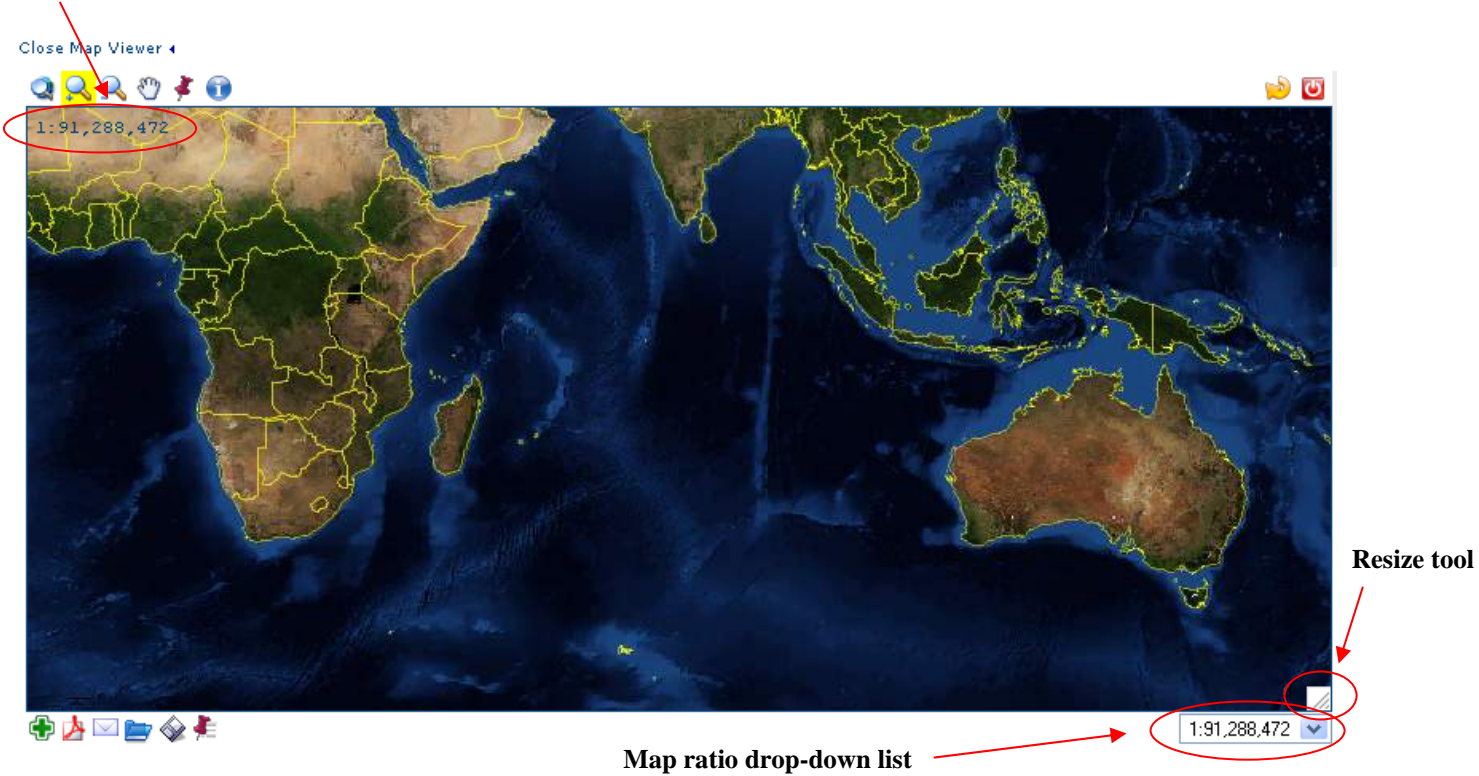 Close Map Viewer
1:91,288,472
Resize tool
1:91,288,472
Map ratio drop-down list